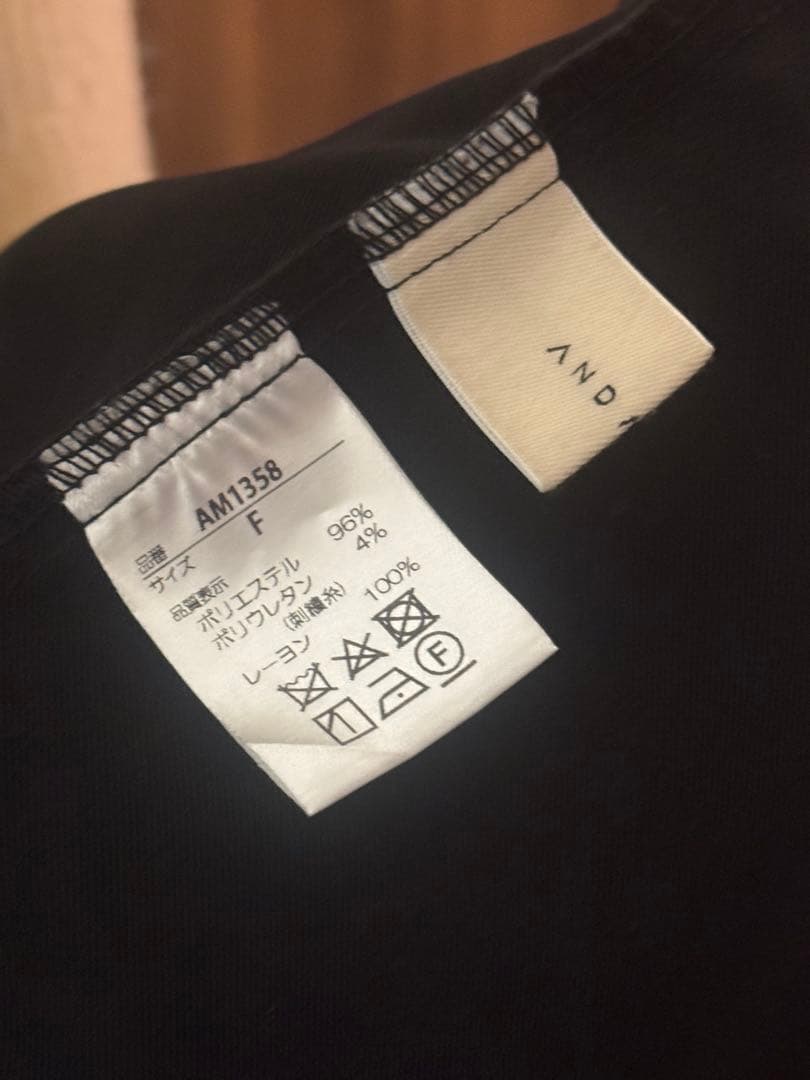 品番 AM1358
サイズ F
品質表示
ポリエステル 96%
ポリウレタン 4%
(刺繍糸)
レーヨン 100%
F
AND